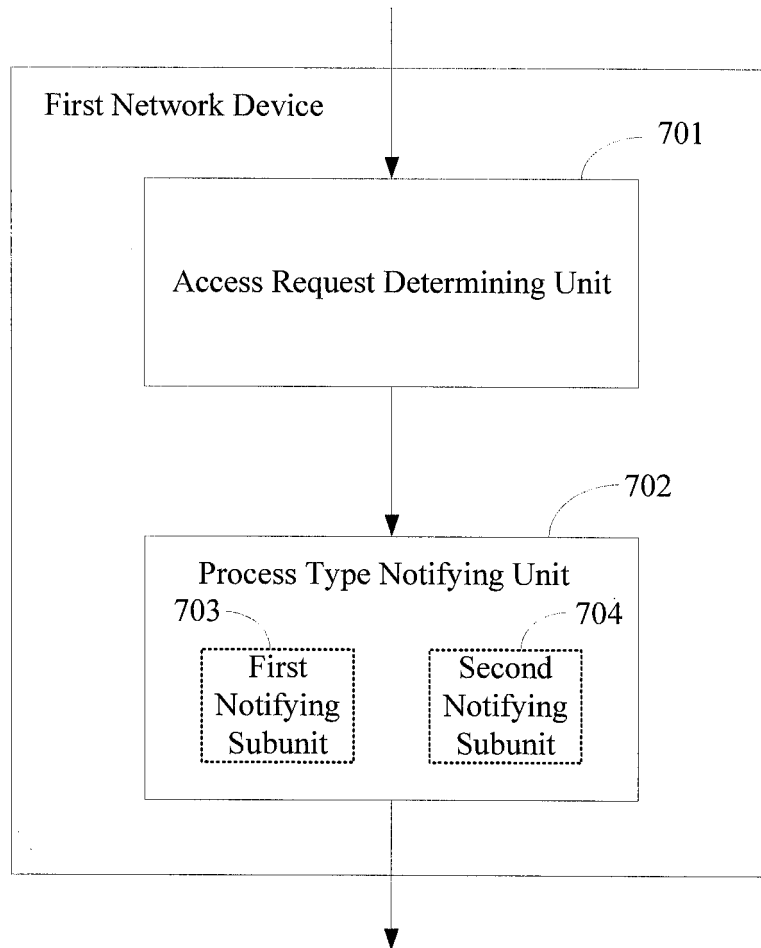 First Network Device
701
Access Request Determining Unit
702
Process Type Notifying Unit
703
704
First
Notifying
Subunit
Second
Notifying
Subunit